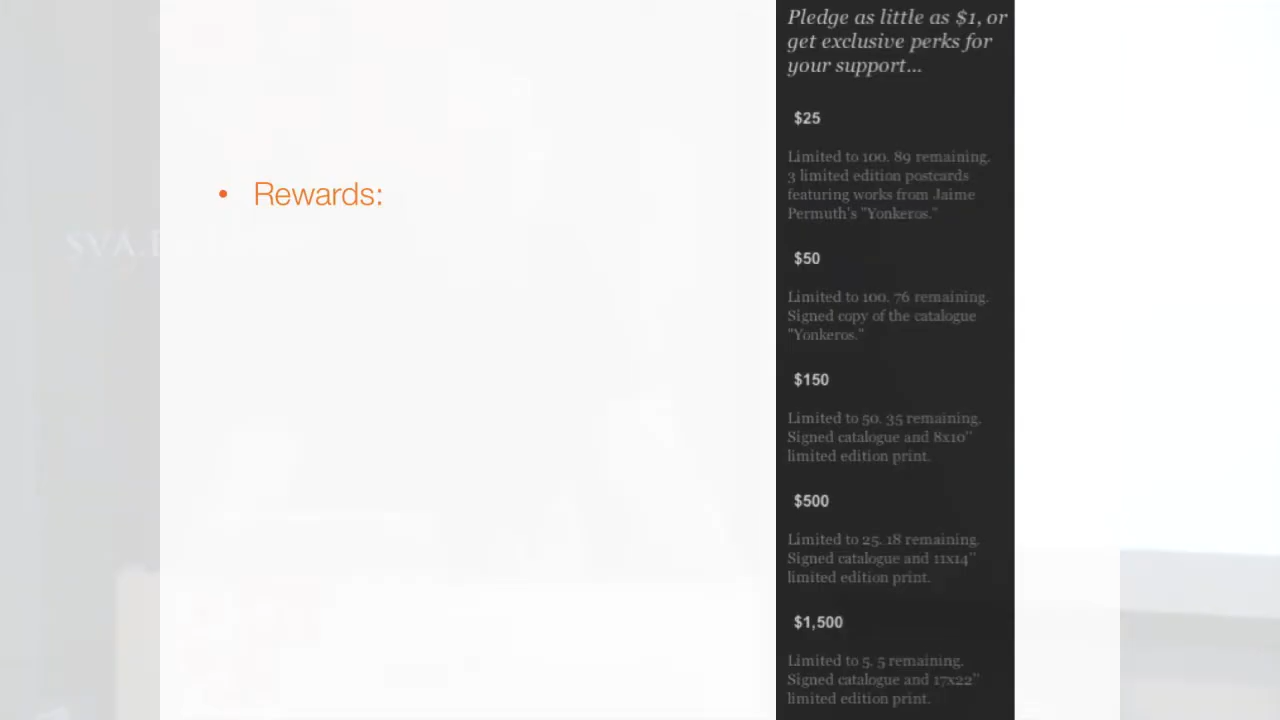 Pledge as little as $1, or
get exclusive perks for
your support...
$25
Limited to 100. 89 remaining.
3 limited edition postcards
featuring works from Jaime
Permuth's "Yonkeros."
• Rewards:
SVA.
$50
Limited to 100. 76 remaining.
Signed copy of the catalogue
"Yonkeros."
$150
Limited to 50. 35 remaining.
Signed catalogue and 8x10"
limited edition print.
$500
Limited to 25. 18 remaining.
Signed catalogue and 11x14"
limited edition print.
$1,500
Limited to 5. 5 remaining.
Signed catalogue and 17x22"
limited edition print.